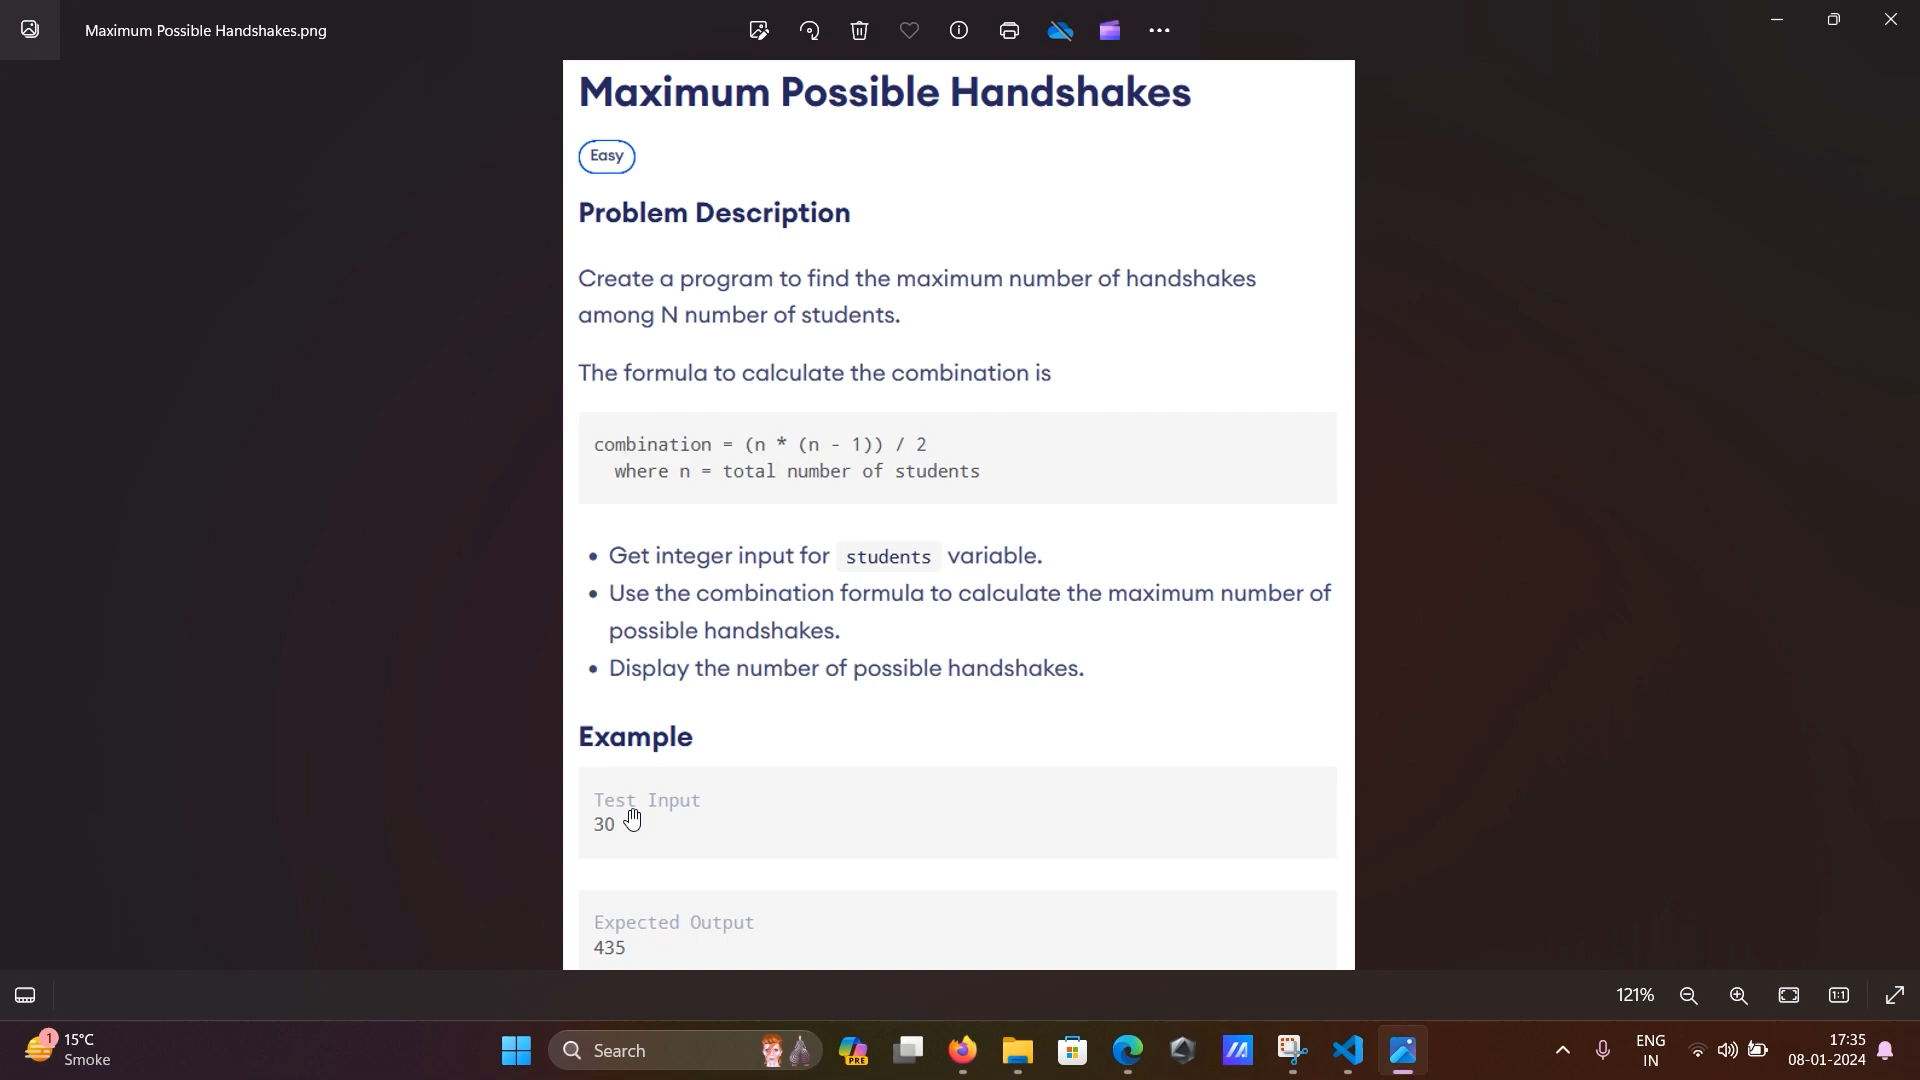 Maximum Possible Handshakes.png
Maximum Possible Handshakes
Easy
Problem Description
Create a program to find the maximum number of handshakes
among N number of students.
The formula to calculate the combination is
combination = (n * (n - 1)) / 2
where n = total number of students
• Get integer input for students variable.
• Use the combination formula to calculate the maximum number of
possible handshakes.
• Display the number of possible handshakes.
Example
Test Input
30
Expected Output
435
121%
1:1
1
15°C
Smoke
Search
PRE
ENG
IN
17:35
08-01-2024